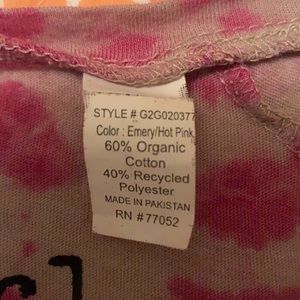 STYLE # G2G020377
Color : Emery/Hot Pink
60% Organic
Cotton
40% Recycled
Polyester
MADE IN PAKISTAN
RN # 77052